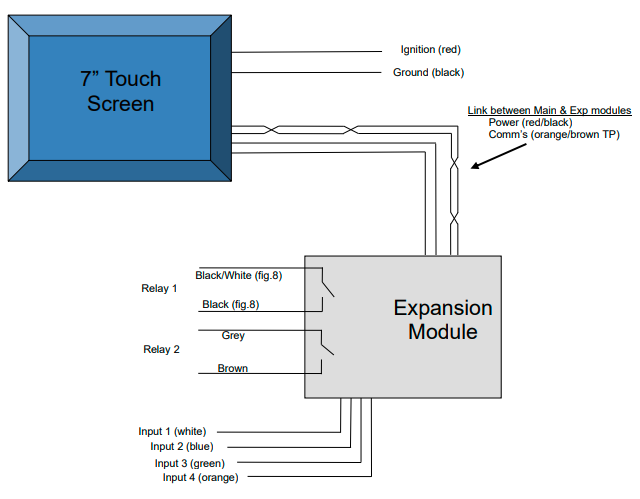 7” Touch
Screen
Ignition (red)
Ground (black)
Link between Main & Exp modules
Power (red/black)
Comm’s (orange/brown TP)
Relay 1
Black/White (fig.8)
Black (fig.8)
Relay 2
Grey
Brown
Expansion
Module
Input 1 (white)
Input 2 (blue)
Input 3 (green)
Input 4 (orange)